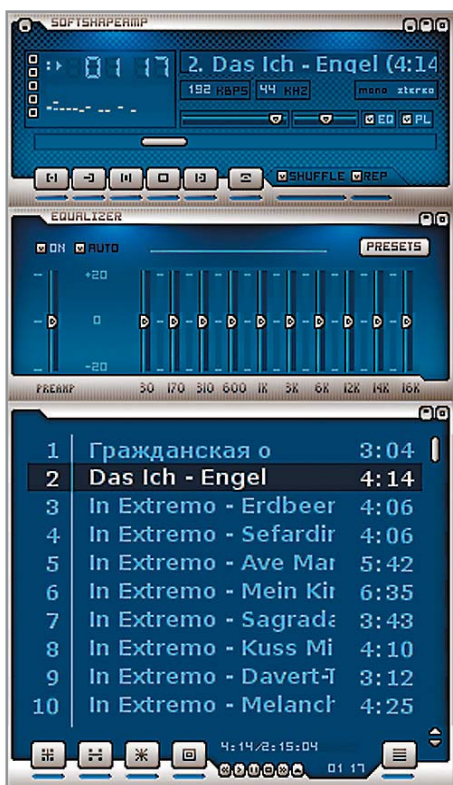 SOFTSHAPEAMP
01 17
2. Das Ich - Engel (4:14
192 KBPS 44 KHZ mono stereo
EQ PL
SHUFFLE REP
EQUALIZER
ON AUTO PRESETS
+20
0
-20
PREAMP 30 170 310 600 1K 3K 6K 12K 14K 16K
1 Гражданская о 3:04
2 Das Ich - Engel 4:14
3 In Extremo - Erdbeer 4:06
4 In Extremo - Sefardir 4:06
5 In Extremo - Ave Mar 5:42
6 In Extremo - Mein Kir 6:35
7 In Extremo - Sagrada 3:43
8 In Extremo - Kuss Mi 4:10
9 In Extremo - Davert-T 3:12
10 In Extremo - Melanch 4:25
4:14/2:15:04
01 17